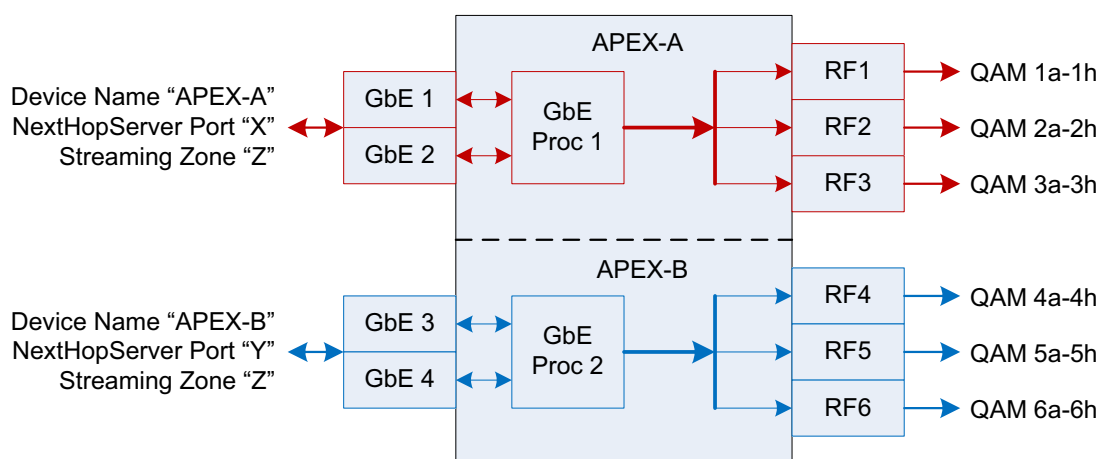 APEX-A
Device Name “APEX-A”
NextHopServer Port “X”
Streaming Zone “Z”
GbE 1
GbE 2
GbE
Proc 1
RF1
RF2
RF3
QAM 1a-1h
QAM 2a-2h
QAM 3a-3h
APEX-B
Device Name “APEX-B”
NextHopServer Port “Y”
Streaming Zone “Z”
GbE 3
GbE 4
GbE
Proc 2
RF4
RF5
RF6
QAM 4a-4h
QAM 5a-5h
QAM 6a-6h